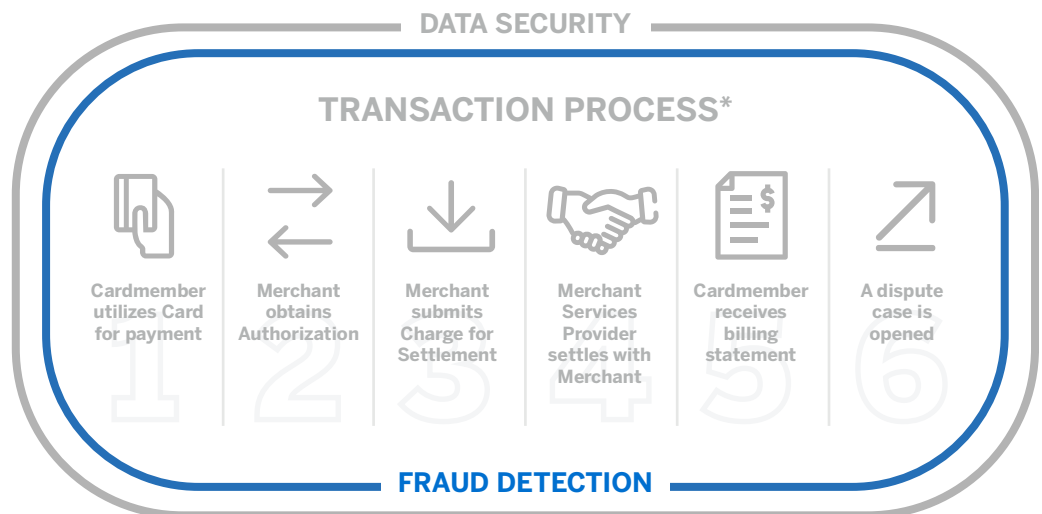 DATA SECURITY
TRANSACTION PROCESS*
$
Cardmember
utilizes Card
for payment
1
Merchant
obtains
Authorization
2
Merchant
submits
Charge for
Settlement
3
Merchant
Services
Provider
settles with
Merchant
4
Cardmember
receives
billing
statement
5
A dispute
case is
opened
6
FRAUD DETECTION